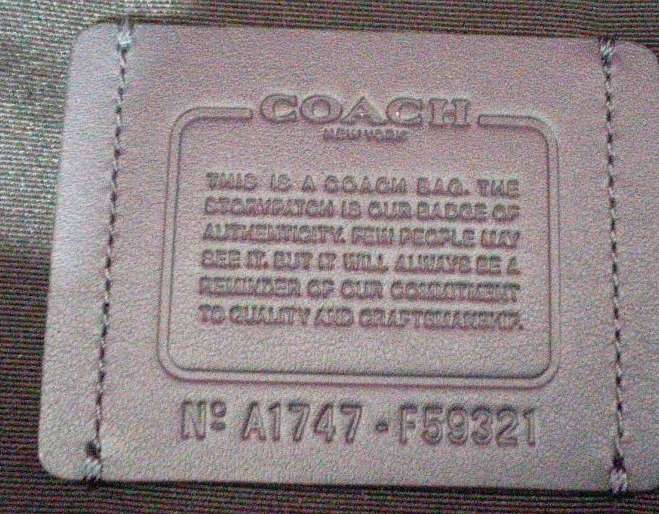 COACH
NEW YORK
THIS IS A COACH BAG. THE
STORYPATCH IS OUR BADGE OF
AUTHENTICITY. FEW PEOPLE MAY
SEE IT. BUT IT WILL ALWAYS BE A
REMINDER OF OUR COMMITMENT
TO QUALITY AND CRAFTSMANSHIP.
Nº A1747-F59321